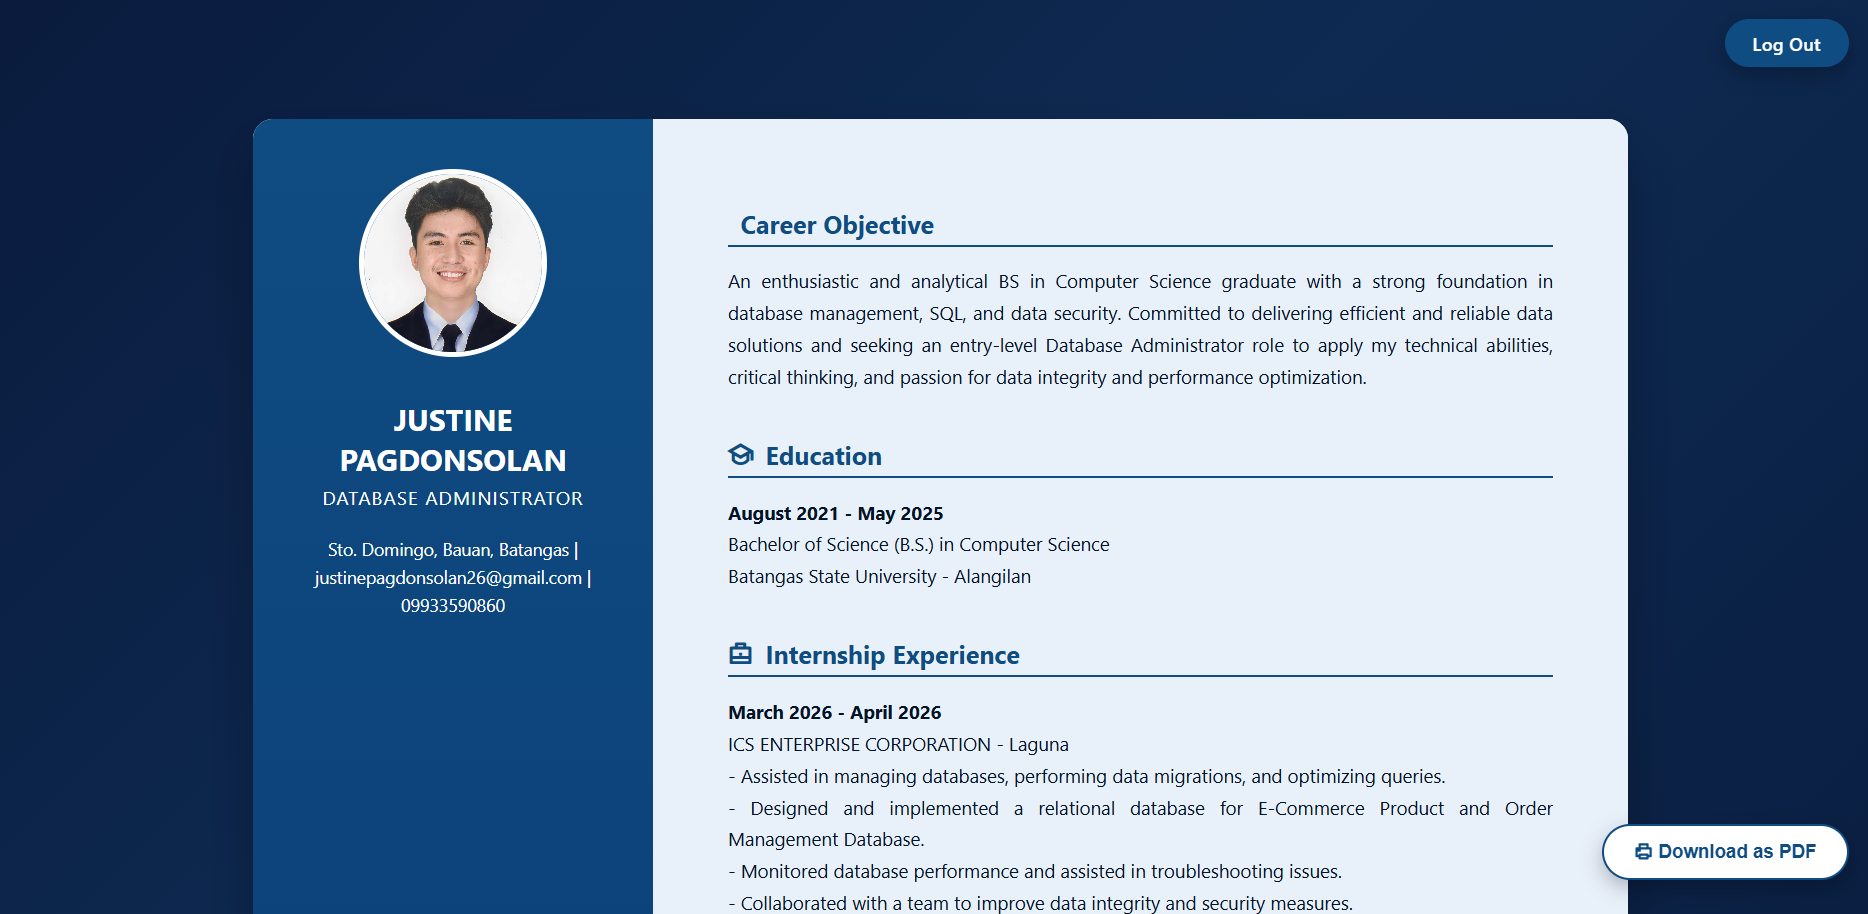 Log Out
JUSTINE
PAGDONSOLAN
DATABASE ADMINISTRATOR
Sto. Domingo, Bauan, Batangas |
justinepagdonsolan26@gmail.com |
09933590860
Career Objective
An enthusiastic and analytical BS in Computer Science graduate with a strong foundation in
database management, SQL, and data security. Committed to delivering efficient and reliable data
solutions and seeking an entry-level Database Administrator role to apply my technical abilities,
critical thinking, and passion for data integrity and performance optimization.
Education
August 2021 - May 2025
Bachelor of Science (B.S.) in Computer Science
Batangas State University - Alangilan
Internship Experience
March 2026 - April 2026
ICS ENTERPRISE CORPORATION - Laguna
- Assisted in managing databases, performing data migrations, and optimizing queries.
- Designed and implemented a relational database for E-Commerce Product and Order
Management Database.
- Monitored database performance and assisted in troubleshooting issues.
- Collaborated with a team to improve data integrity and security measures.
Download as PDF